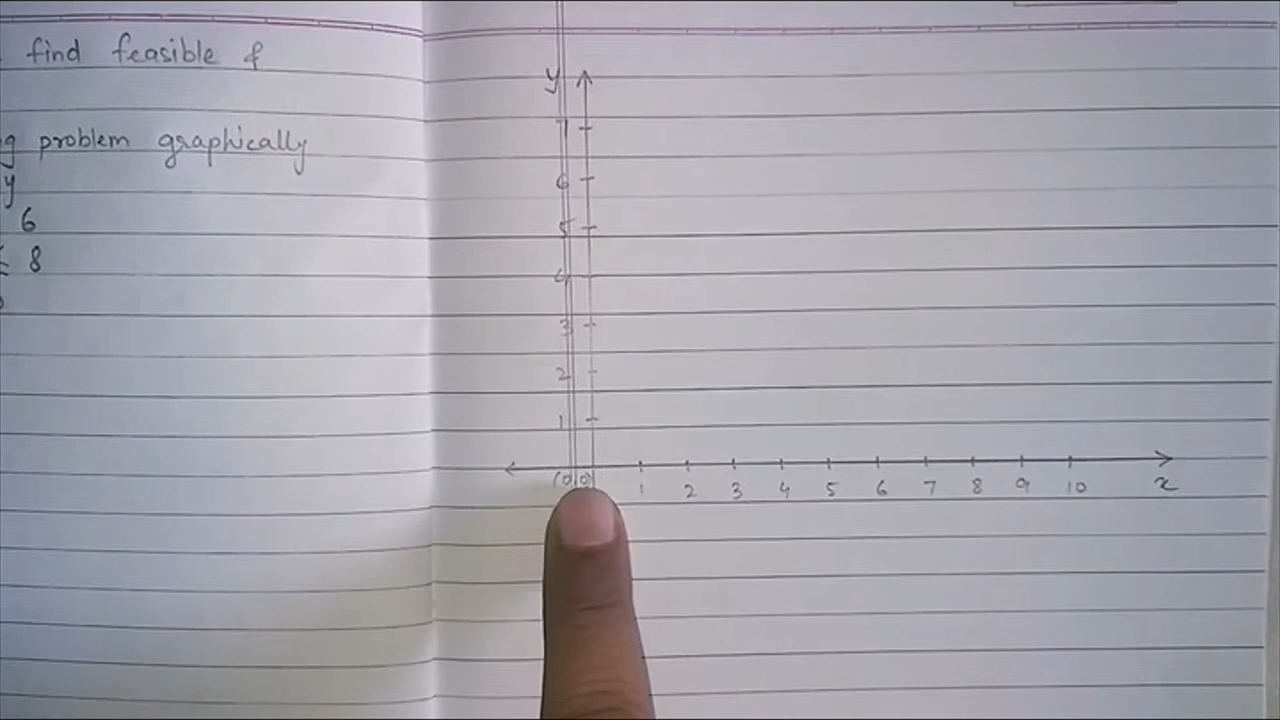 find feasible &
g problem graphically
y
6
≤ 8
y
7
6
5
4
3
2
1
(0,0) 1 2 3 4 5 6 7 8 9 10 x